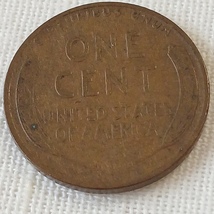 ONE
CENT
UNITED STATES
OF AMERICA